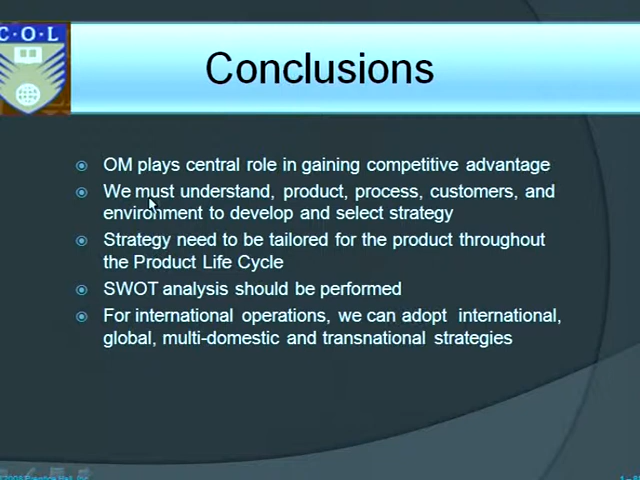 C·O·L
Conclusions
OM plays central role in gaining competitive advantage
We must understand, product, process, customers, and
environment to develop and select strategy
Strategy need to be tailored for the product throughout
the Product Life Cycle
SWOT analysis should be performed
For international operations, we can adopt international,
global, multi-domestic and transnational strategies